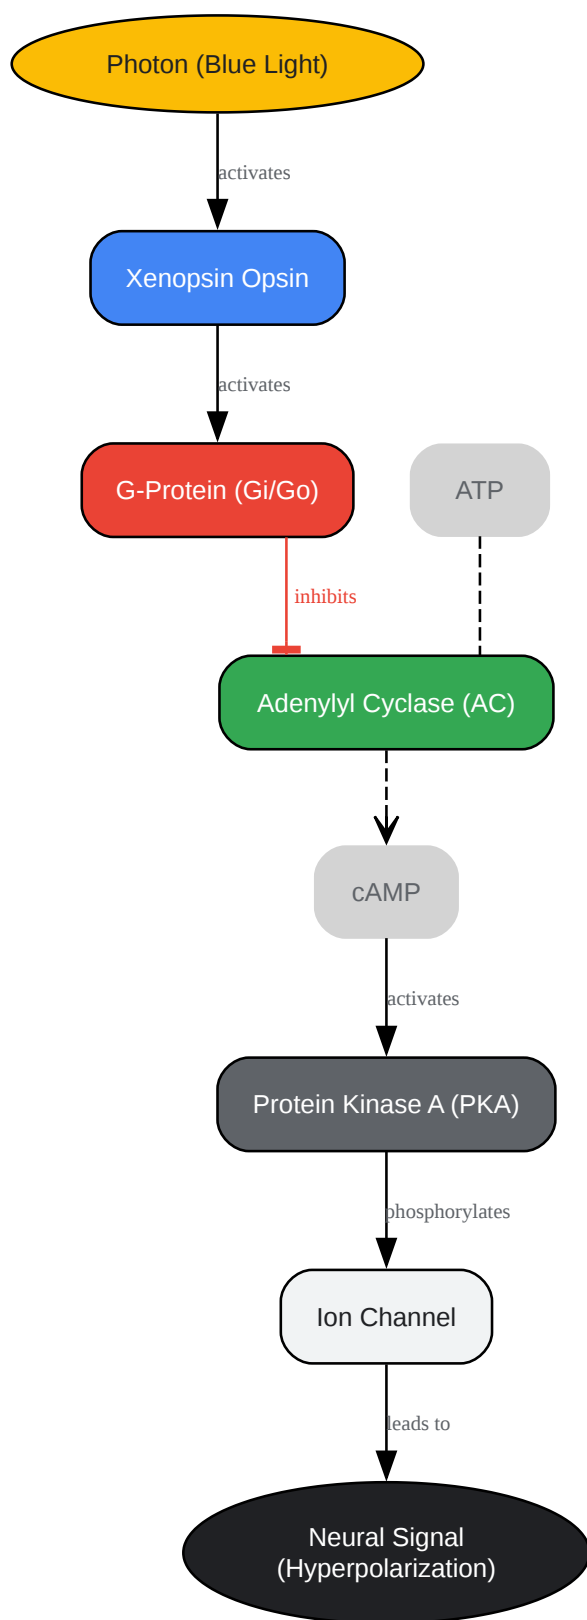 Photon (Blue Light)
activates
Xenopsin Opsin
activates
G-Protein (Gi/Go)
ATP
inhibits
Adenylyl Cyclase (AC)
cAMP
activates
Protein Kinase A (PKA)
phosphorylates
Ion Channel
leads to
Neural Signal
(Hyperpolarization)